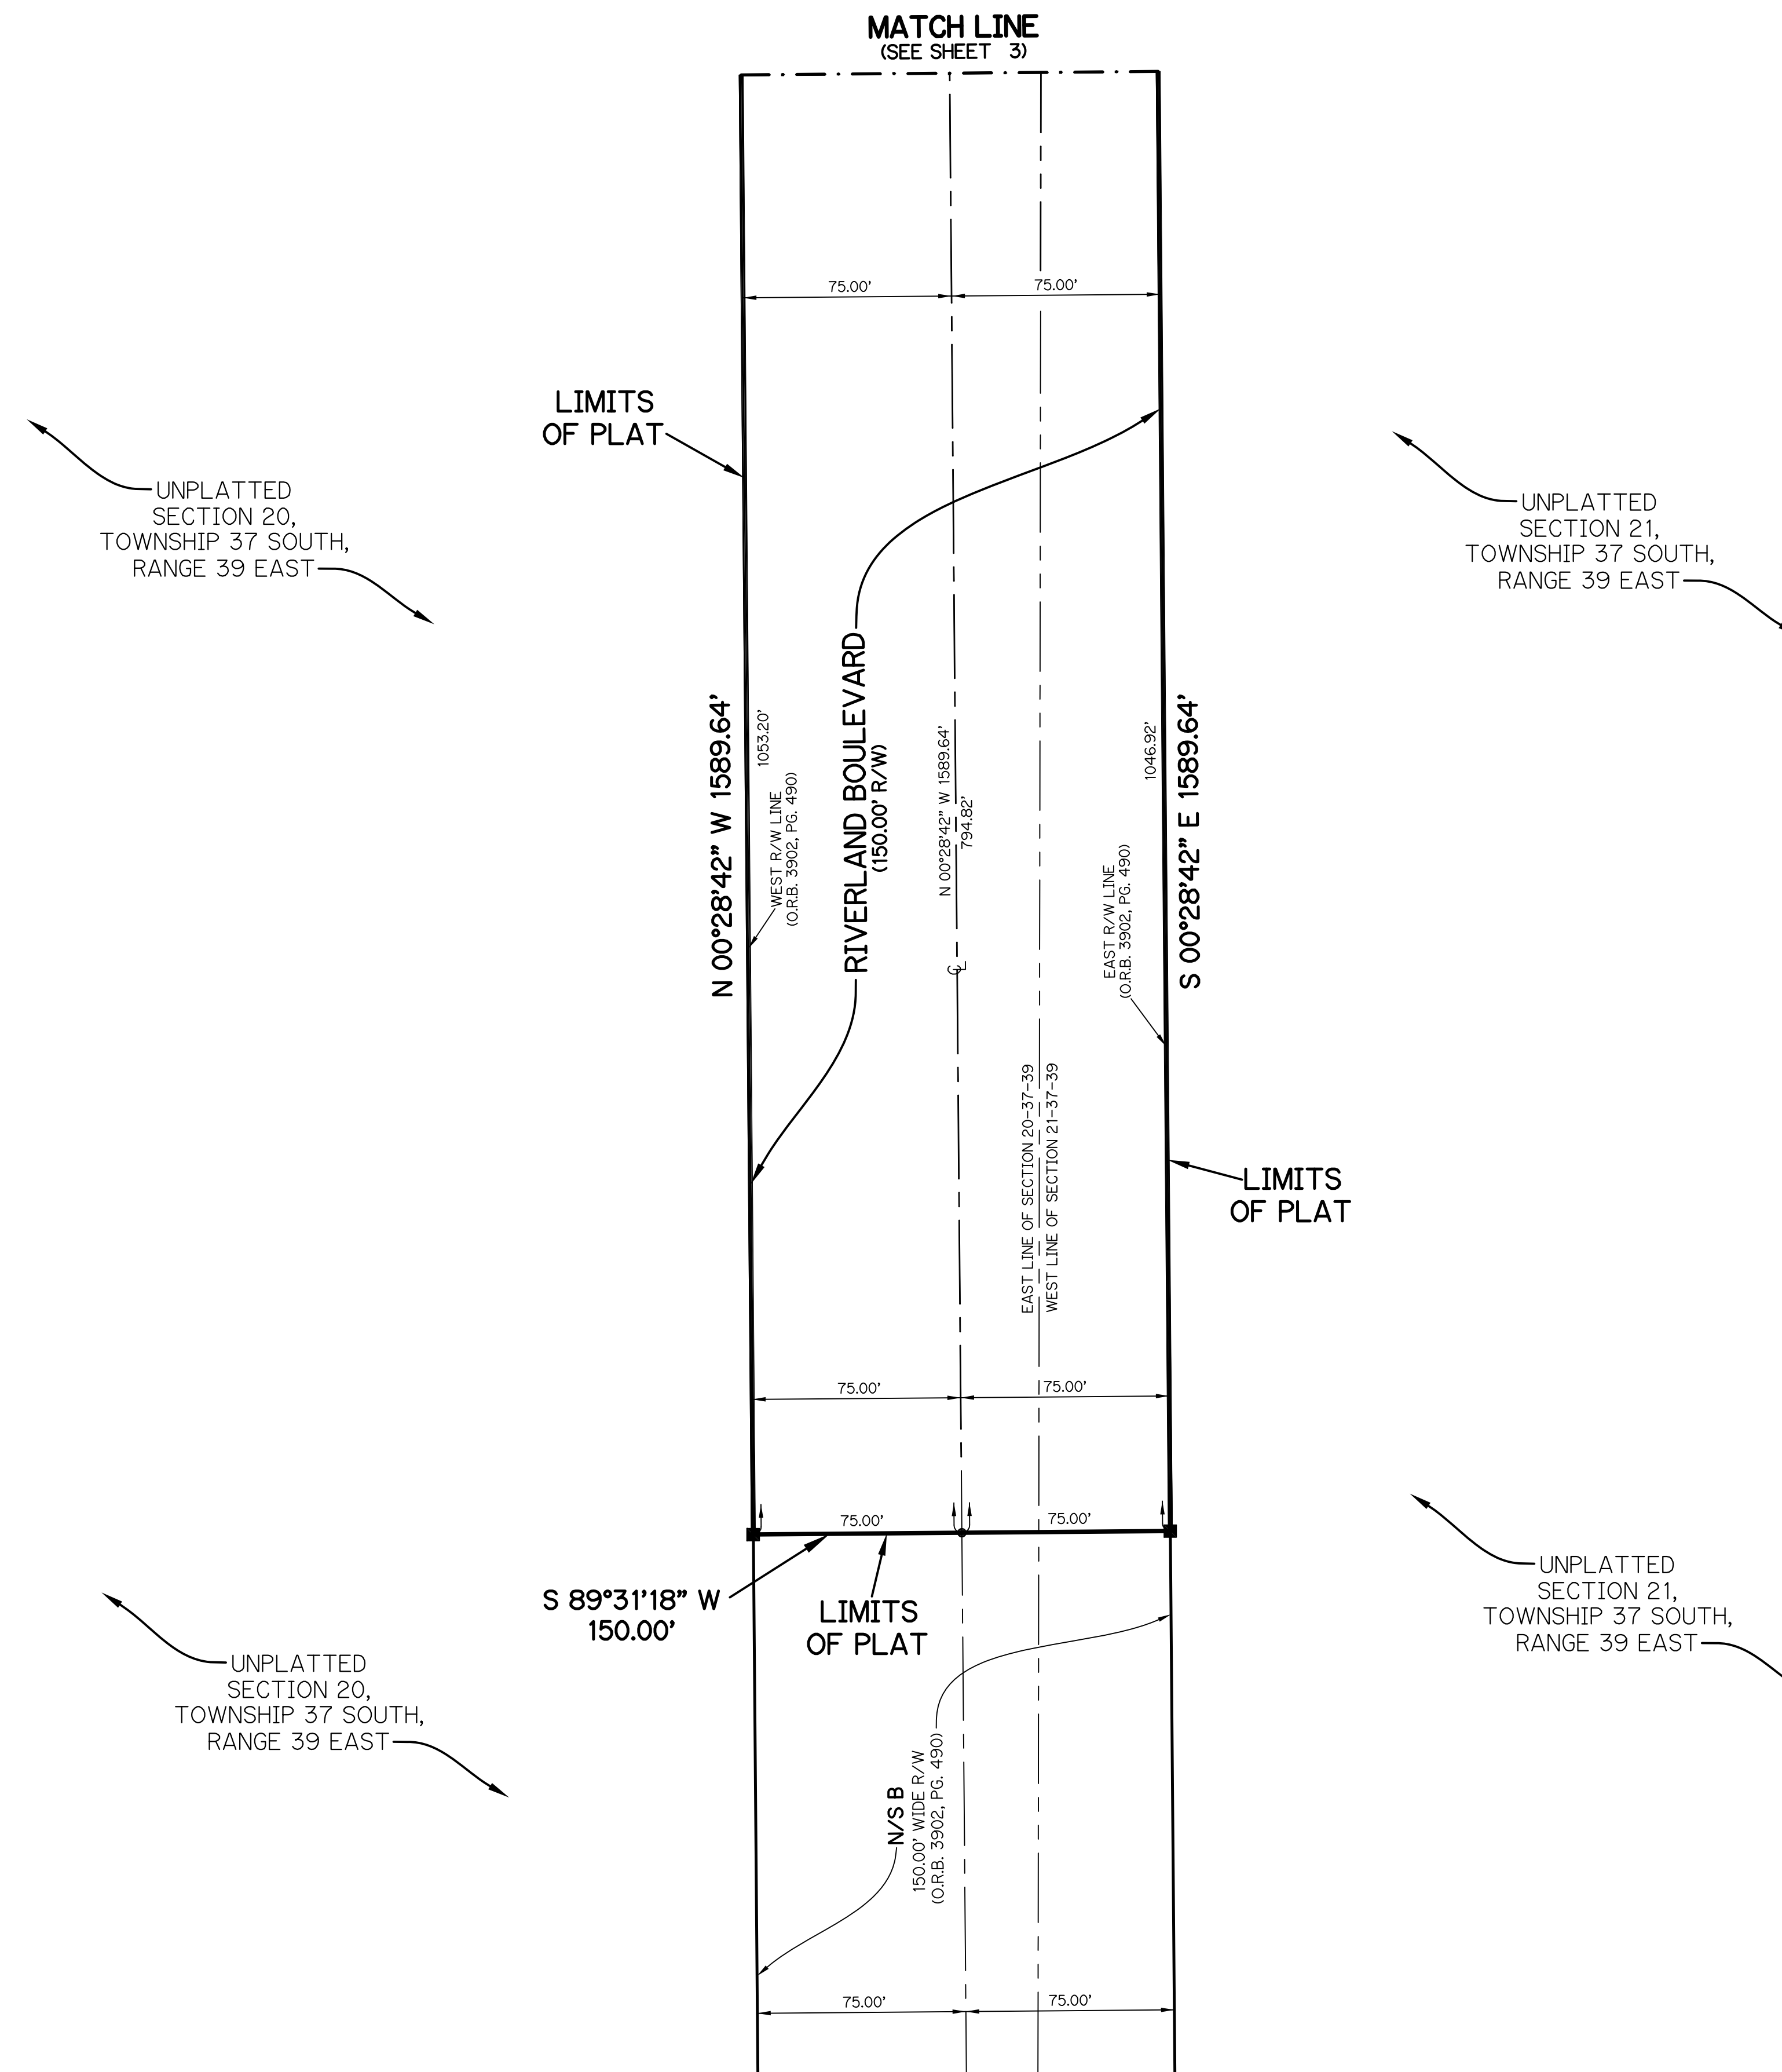 MATCH LINE
(SEE SHEET 3)
75.00'
75.00'
LIMITS
OF PLAT
UNPLATTED
SECTION 20,
TOWNSHIP 37 SOUTH,
RANGE 39 EAST
UNPLATTED
SECTION 21,
TOWNSHIP 37 SOUTH,
RANGE 39 EAST
N 00°28'42" W 1589.64'
1053.20'
WEST R/W LINE
(O.R.B. 3902, PG. 490)
RIVERLAND BOULEVARD
(150.00' R/W)
N 00°28'42" W 1589.64'
794.82'
CL
EAST LINE OF SECTION 20-37-39
WEST LINE OF SECTION 21-37-39
EAST R/W LINE
(O.R.B. 3902, PG. 490)
1046.92'
S 00°28'42" E 1589.64'
LIMITS
OF PLAT
75.00'
75.00'
75.00'
75.00'
S 89°31'18" W
150.00'
LIMITS
OF PLAT
UNPLATTED
SECTION 21,
TOWNSHIP 37 SOUTH,
RANGE 39 EAST
UNPLATTED
SECTION 20,
TOWNSHIP 37 SOUTH,
RANGE 39 EAST
N/S B
150.00' WIDE R/W
(O.R.B. 3902, PG. 490)
75.00'
75.00'